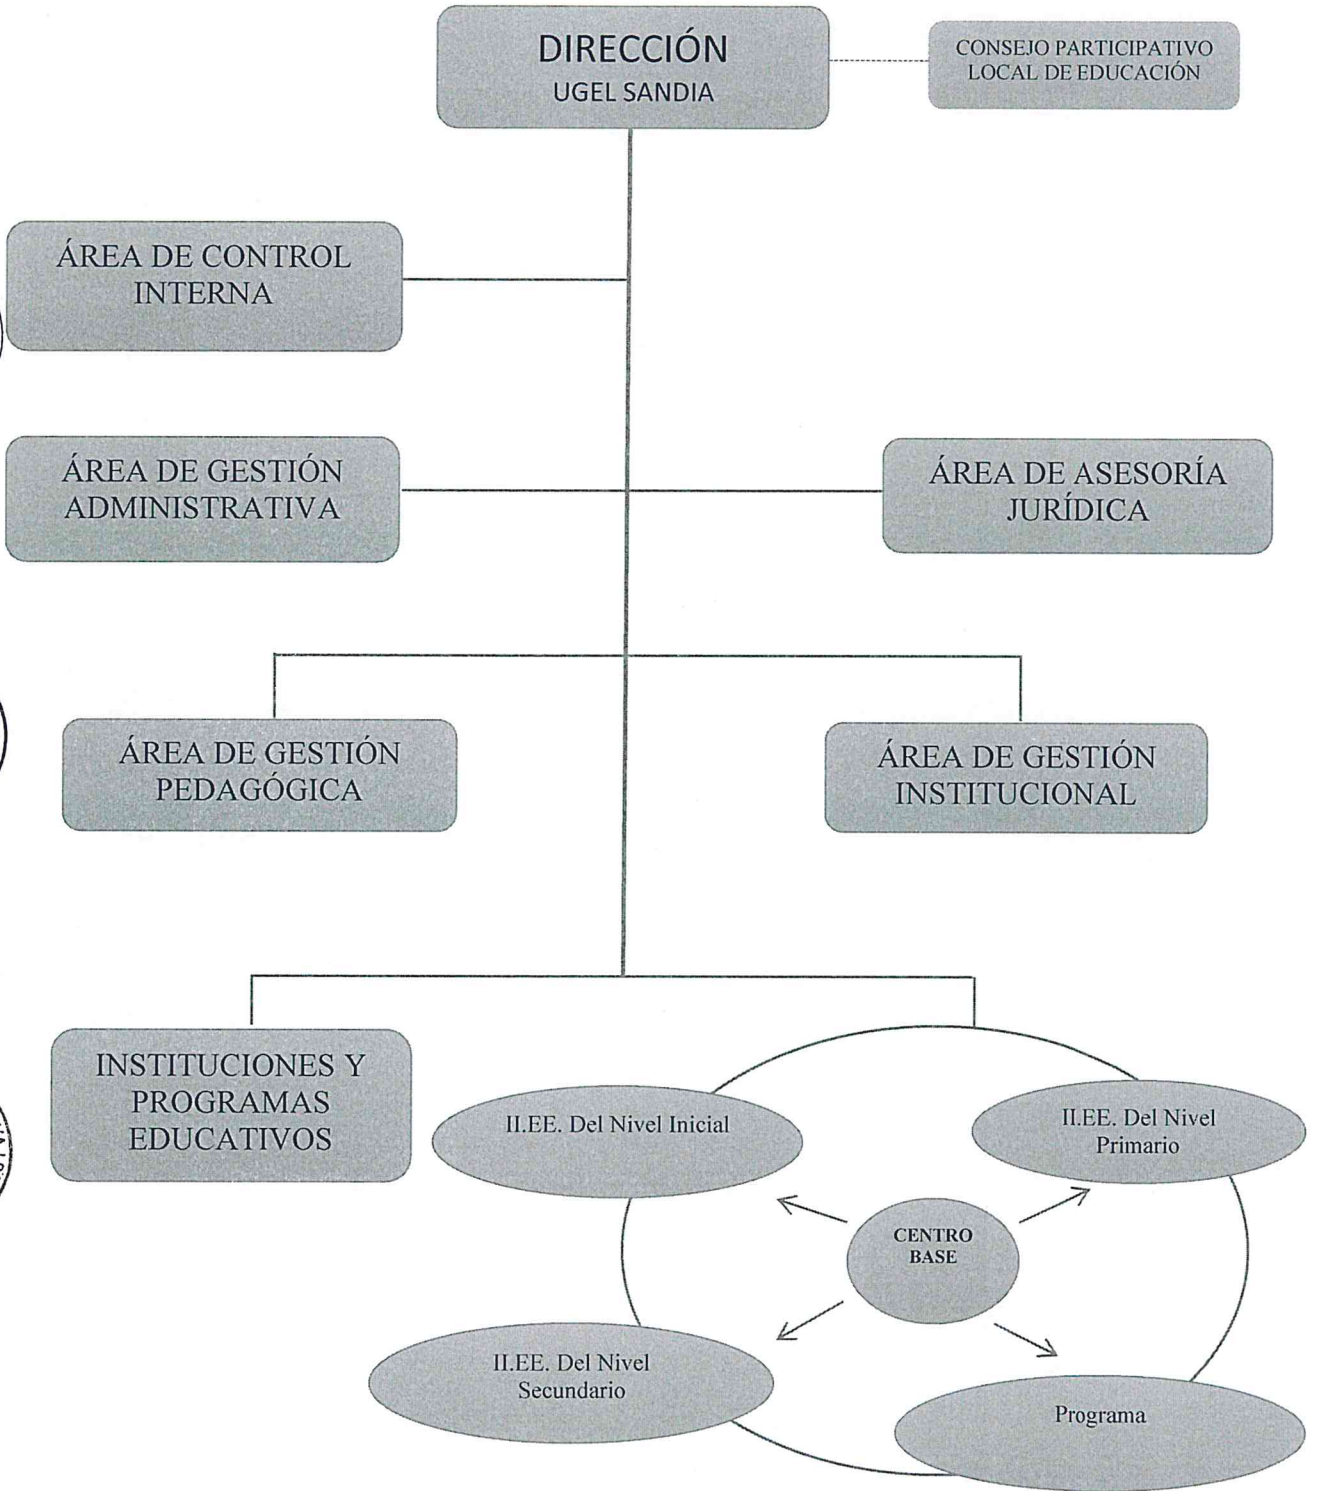 DIRECCIÓN
UGEL SANDIA
CONSEJO PARTICIPATIVO
LOCAL DE EDUCACIÓN
ÁREA DE CONTROL
INTERNA
ÁREA DE GESTIÓN
ADMINISTRATIVA
ÁREA DE ASESORÍA
JURÍDICA
ÁREA DE GESTIÓN
PEDAGÓGICA
ÁREA DE GESTIÓN
INSTITUCIONAL
INSTITUCIONES Y
PROGRAMAS
EDUCATIVOS
II.EE. Del Nivel Inicial
II.EE. Del Nivel
Primario
CENTRO
BASE
II.EE. Del Nivel
Secundario
Programa